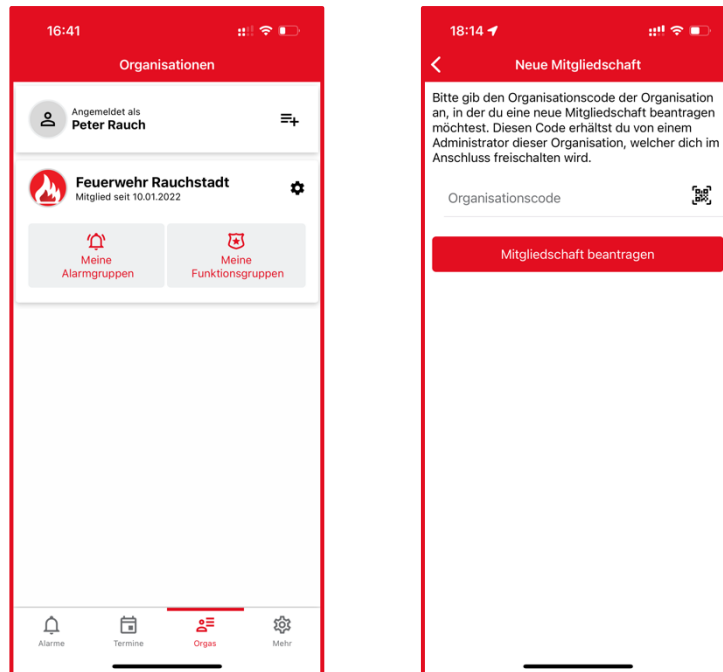 16:41
Organisationen
Angemeldet als
Peter Rauch
Feuerwehr Rauchstadt
Mitglied seit 10.01.2022
Meine
Alarmgruppen
Meine
Funktionsgruppen
Alarme
Termine
Orgas
Mehr
18:14
Neue Mitgliedschaft
Bitte gib den Organisationscode der Organisation
an, in der du eine neue Mitgliedschaft beantragen
möchtest. Diesen Code erhältst du von einem
Administrator dieser Organisation, welcher dich im
Anschluss freischalten wird.
Organisationscode
Mitgliedschaft beantragen